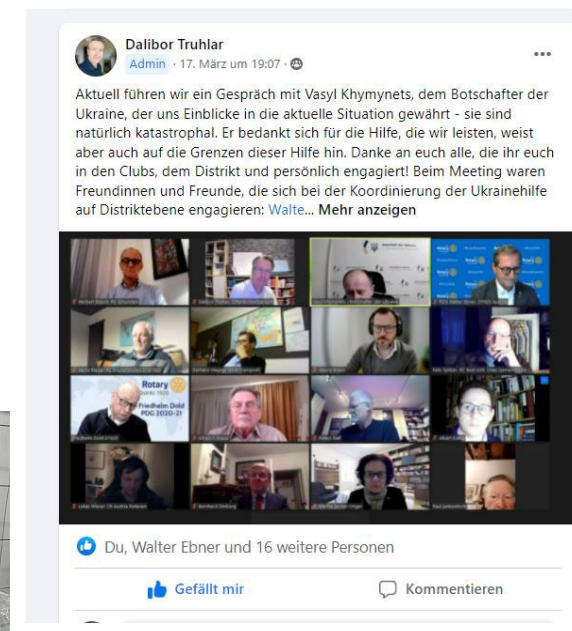 Dalibor Truhlar
Admin · 17. März um 19:07 ·
Aktuell führen wir ein Gespräch mit Vasyl Khymynets, dem Botschafter der
Ukraine, der uns Einblicke in die aktuelle Situation gewährt - sie sind
natürlich katastrophal. Er bedankt sich für die Hilfe, die wir leisten, weist
aber auch auf die Grenzen dieser Hilfe hin. Danke an euch alle, die ihr euch
in den Clubs, dem Distrikt und persönlich engagiert! Beim Meeting waren
Freundinnen und Freunde, die sich bei der Koordinierung der Ukrainehilfe
auf Distriktebene engagieren: Walte... Mehr anzeigen
Rotary
Friedhelm Dold
PDG 2020-21
Friedhelm Dold
Du, Walter Ebner und 16 weitere Personen
Gefällt mir
Kommentieren